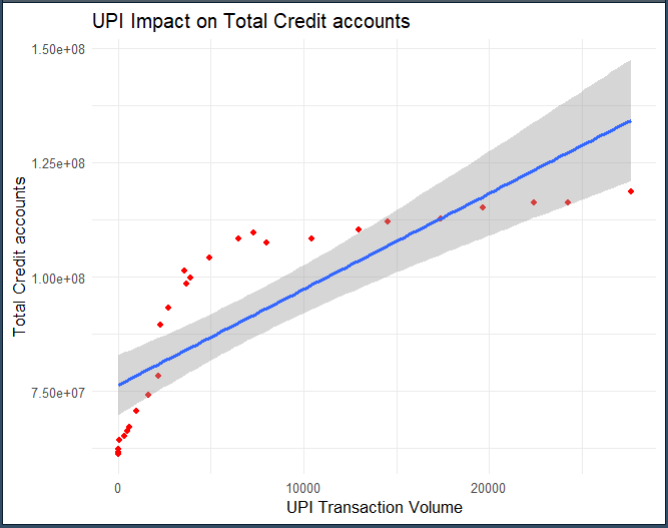 UPI Impact on Total Credit accounts
1.50e+08
1.25e+08
1.00e+08
7.50e+07
Total Credit accounts
0
10000
20000
UPI Transaction Volume